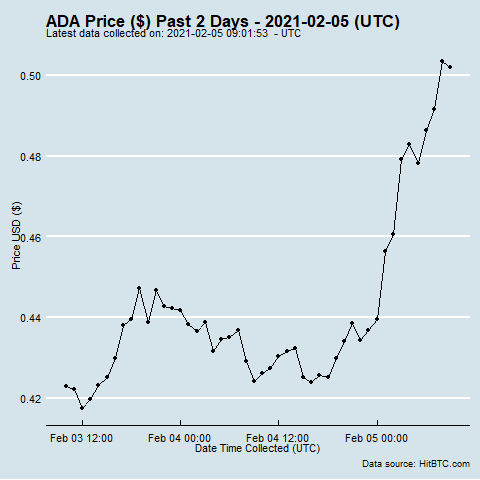 ADA Price ($) Past 2 Days - 2021-02-05 (UTC)
Latest data collected on: 2021-02-05 09:01:53  - UTC
0.50
0.48
0.46
0.44
0.42
Price USD ($)
Feb 03 12:00
Feb 04 00:00
Feb 04 12:00
Feb 05 00:00
Date Time Collected (UTC)
Data source: HitBTC.com